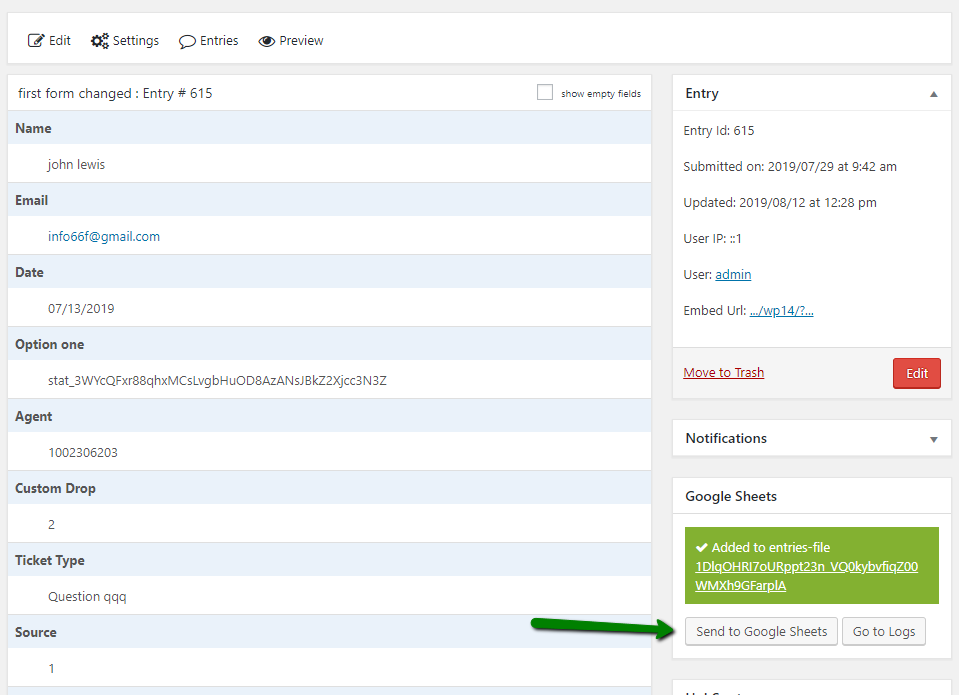 Edit Settings Entries Preview
first form changed : Entry # 615 show empty fields
Name
john lewis
Email
info66f@gmail.com
Date
07/13/2019
Option one
stat_3WYcQFxr88qhxMCsLvgbHuOD8AzANsJBkZ2Xjcc3N3Z
Agent
1002306203
Custom Drop
2
Ticket Type
Question qqq
Source
1
Entry
Entry Id: 615
Submitted on: 2019/07/29 at 9:42 am
Updated: 2019/08/12 at 12:28 pm
User IP: ::1
User: admin
Embed Url: .../wp14/?...
Move to Trash Edit
Notifications
Google Sheets
Added to entries-file
1DlqOHRl7oURppt23n_VQ0kybvfiqZ00
WMXh9GFarplA
Send to Google Sheets Go to Logs